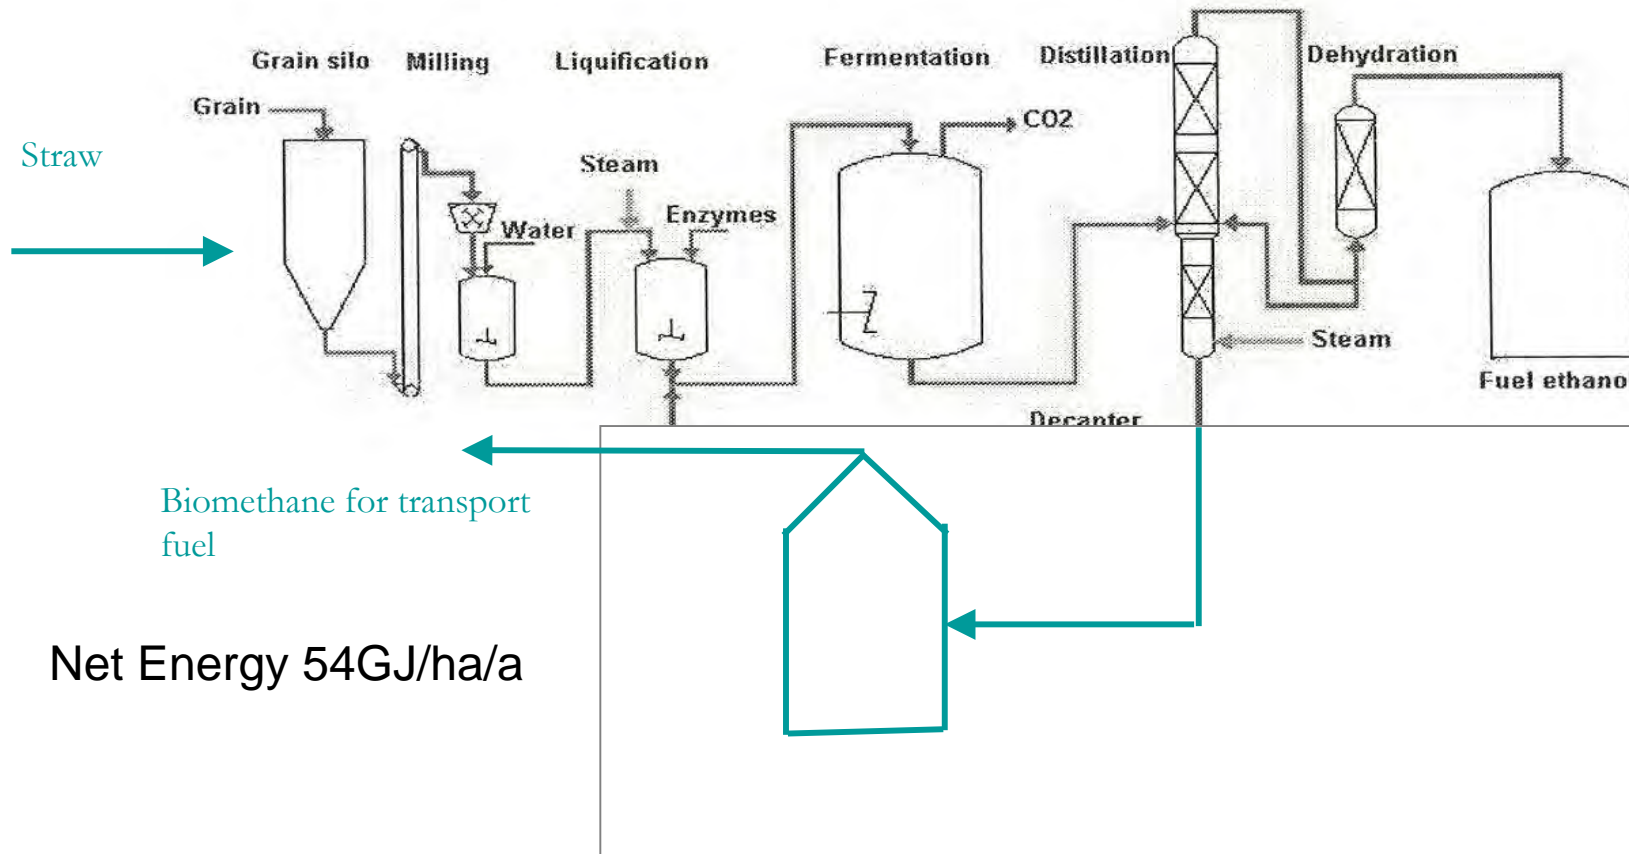 Grain silo
Milling
Liquification
Fermentation
Distillation
Dehydration
Grain
CO2
Straw
Steam
Enzymes
Water
Steam
Fuel ethano
Decanter
Biomethane for transport
fuel
Net Energy 54GJ/ha/a